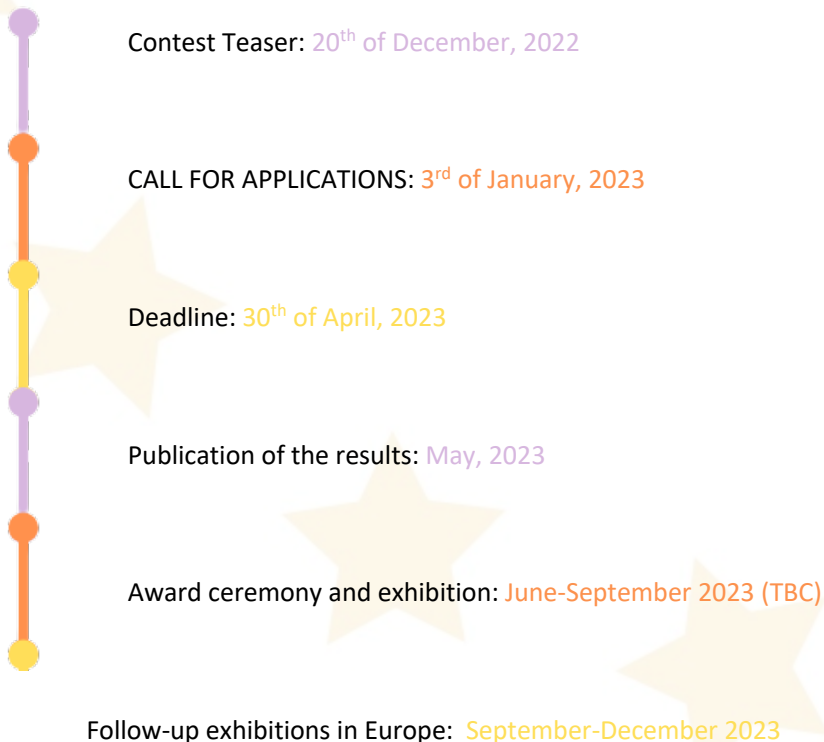 Contest Teaser: 20th of December, 2022
CALL FOR APPLICATIONS: 3rd of January, 2023
Deadline: 30th of April, 2023
Publication of the results: May, 2023
Award ceremony and exhibition: June-September 2023 (TBC)
Follow-up exhibitions in Europe: September-December 2023